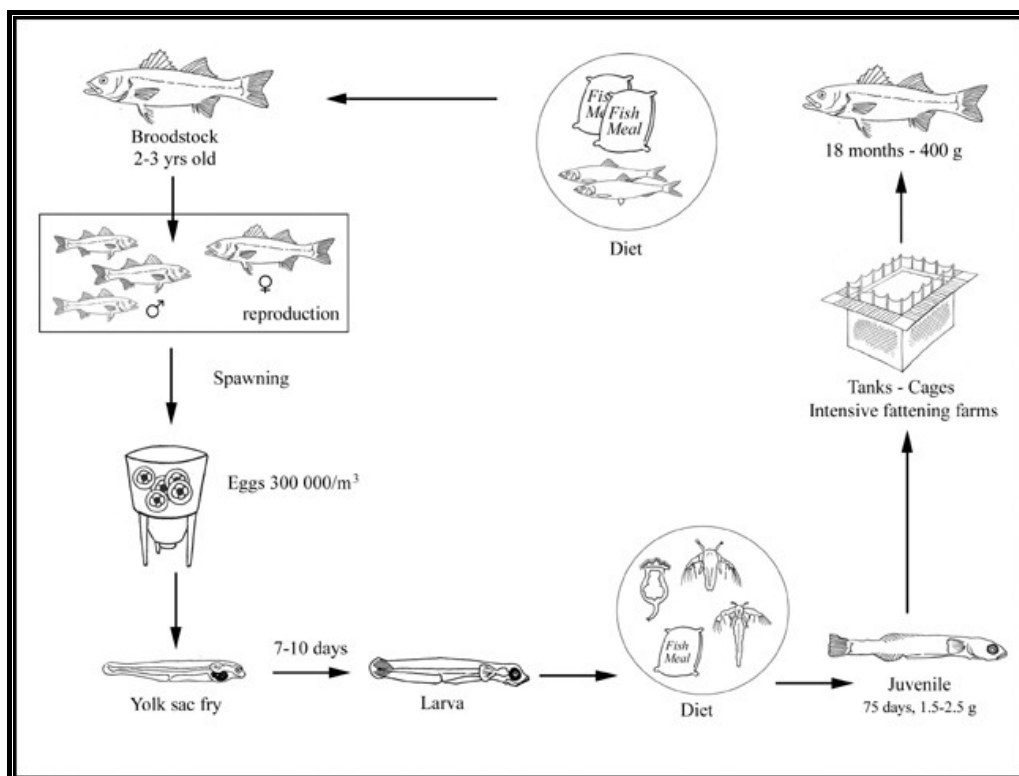 Broodstock
2-3 yrs old
Fish
Me
Fish
Meal
Diet
18 months - 400 g
♂
♀
reproduction
Spawning
Tanks - Cages
Intensive fattening farms
Eggs 300 000/m³
7-10 days
Yolk sac fry
Larva
Fish
Meal
Diet
Juvenile
75 days, 1.5-2.5 g